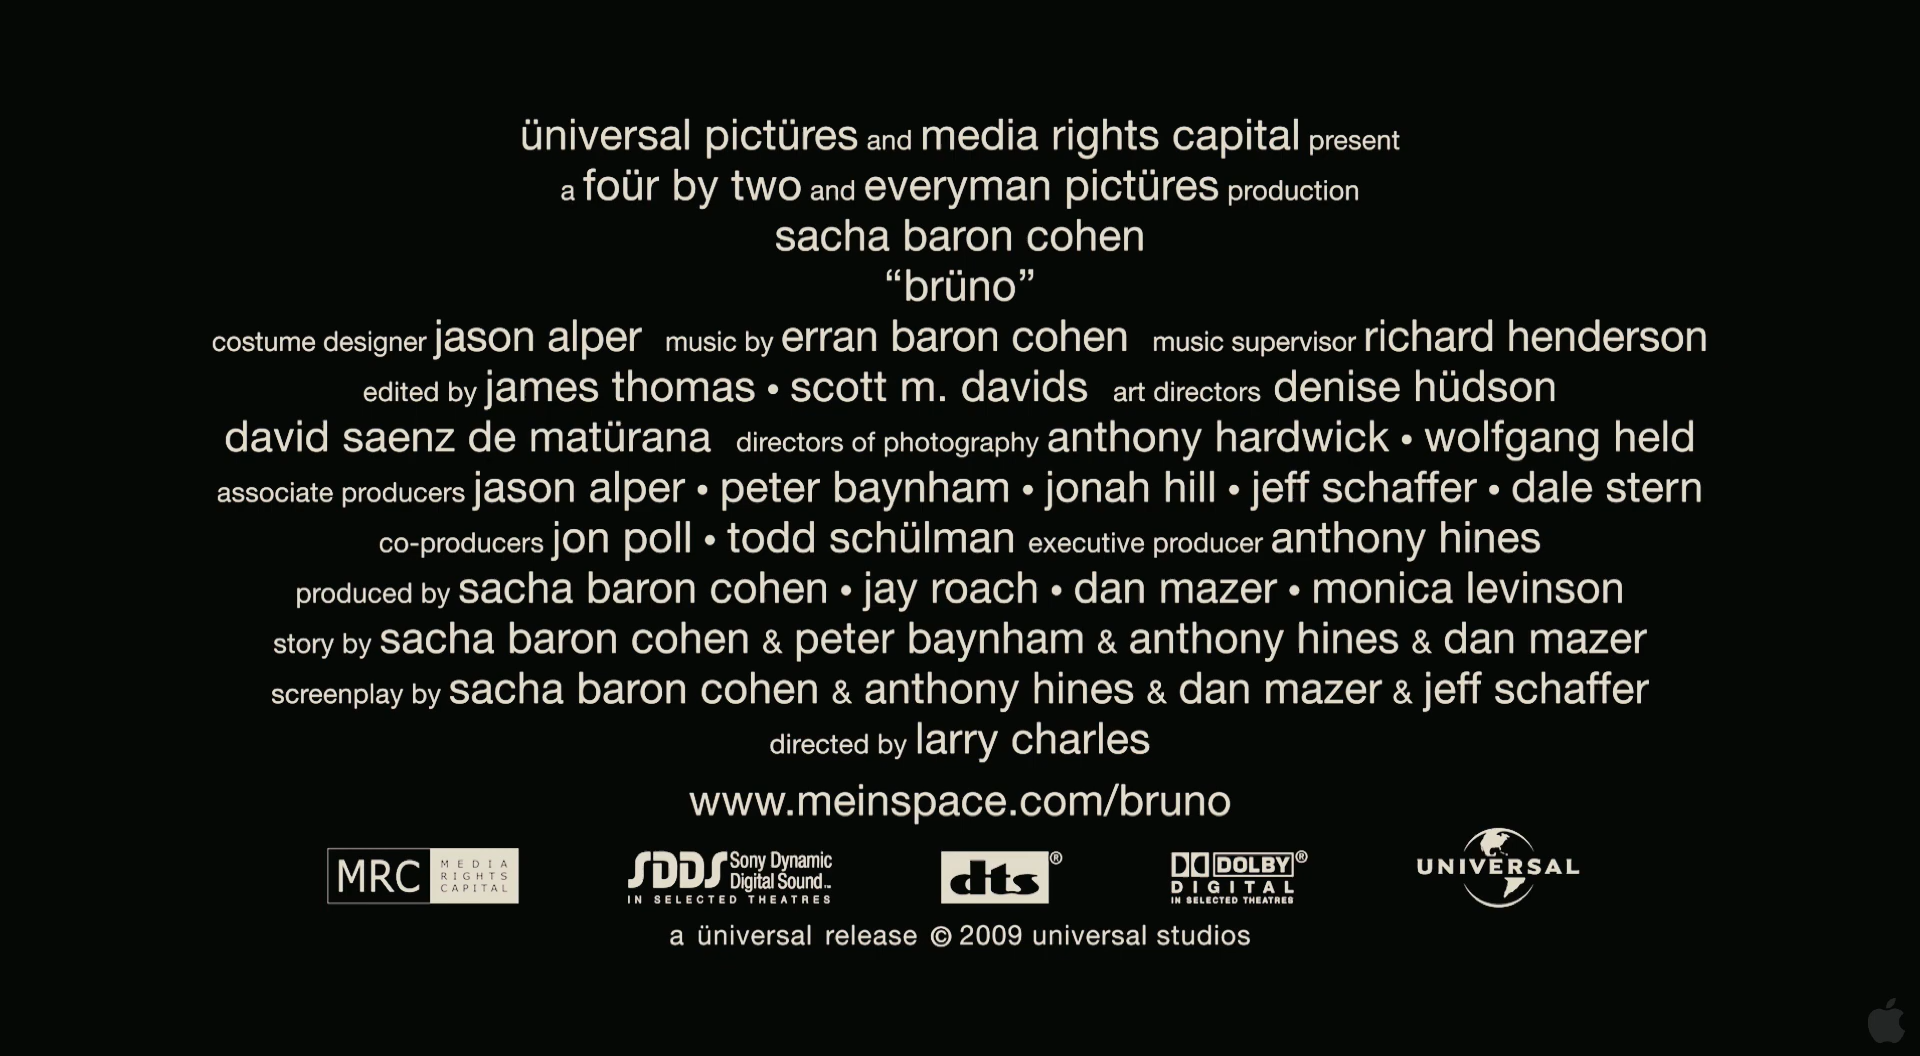 üniversal pictüres and media rights capital present
a foür by two and everyman pictüres production
sacha baron cohen
“brüno”
costume designer jason alper music by erran baron cohen music supervisor richard henderson
edited by james thomas • scott m. davids art directors denise hüdson
david saenz de matürana directors of photography anthony hardwick • wolfgang held
associate producers jason alper • peter baynham • jonah hill • jeff schaffer • dale stern
co-producers jon poll • todd schülman executive producer anthony hines
produced by sacha baron cohen • jay roach • dan mazer • monica levinson
story by sacha baron cohen & peter baynham & anthony hines & dan mazer
screenplay by sacha baron cohen & anthony hines & dan mazer & jeff schaffer
directed by larry charles
www.meinspace.com/bruno
MRC MEDIA RIGHTS CAPITAL
SDDS Sony Dynamic Digital Sound™
IN SELECTED THEATRES
dts®
DOLBY®
DIGITAL
IN SELECTED THEATRES
UNIVERSAL
a üniversal release © 2009 universal studios